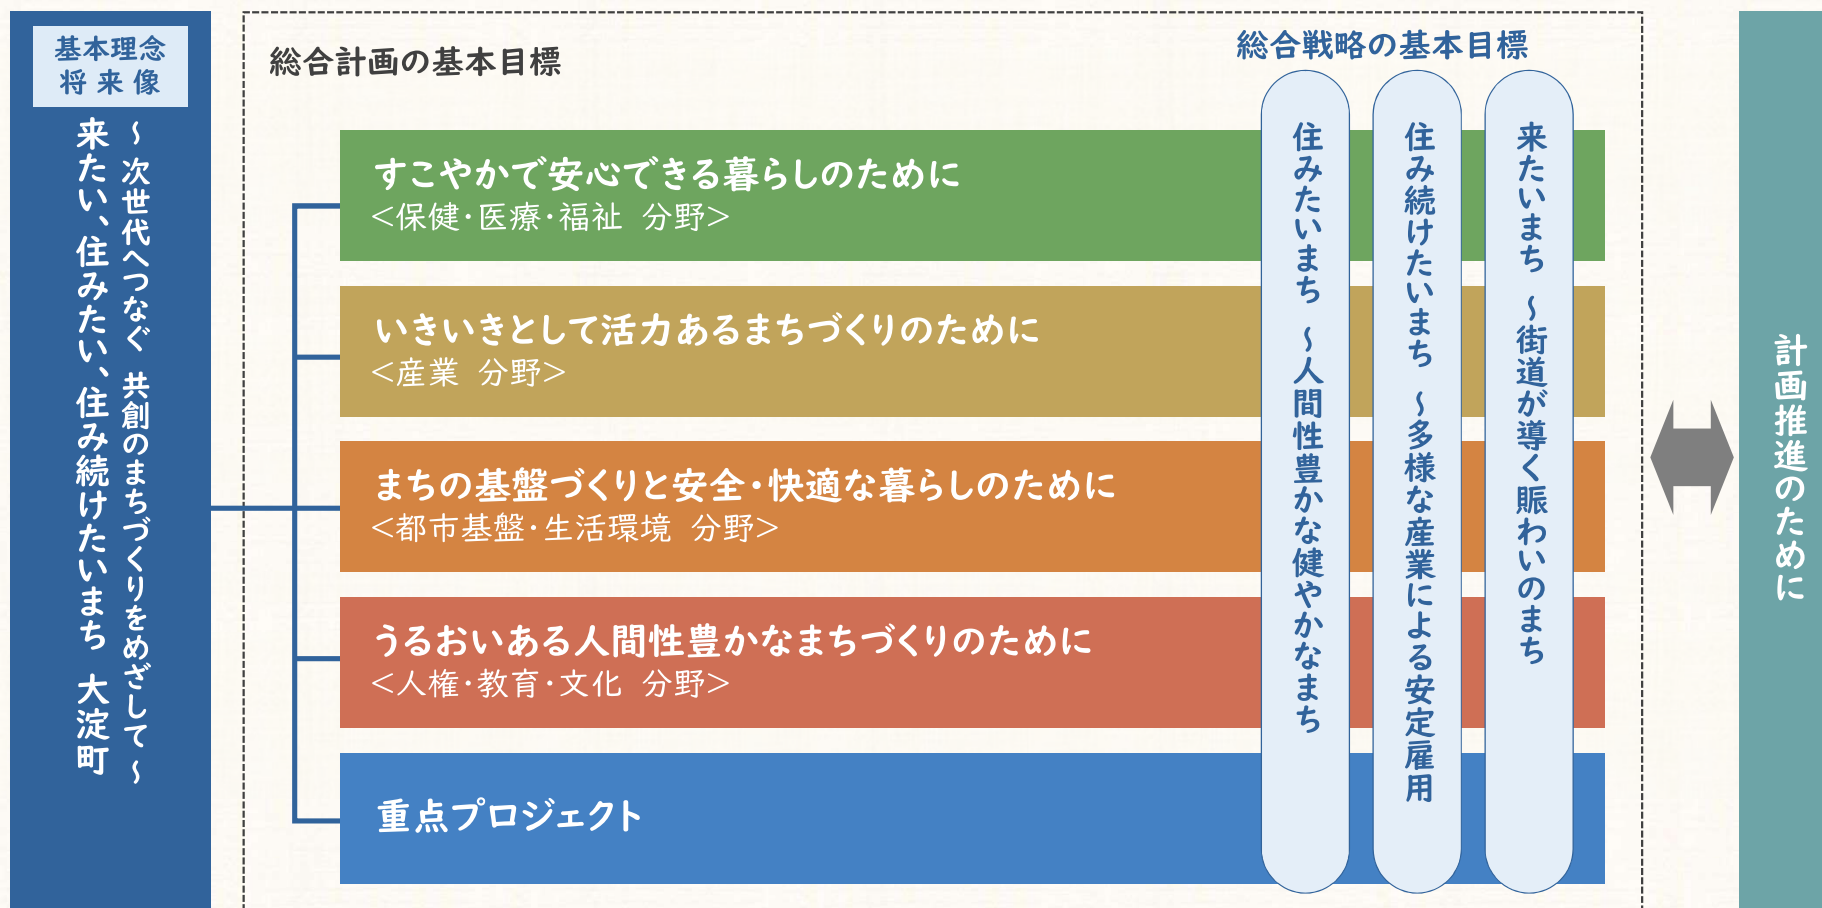 基本理念
将来像
～ 次世代へつなぐ 共創のまちづくりをめざして ～
来たい、住みたい、住み続けたいまち 大淀町
総合計画の基本目標
すこやかで安心できる暮らしのために
<保健・医療・福祉 分野>
いきいきとして活力あるまちづくりのために
<産業 分野>
まちの基盤づくりと安全・快適な暮らしのために
<都市基盤・生活環境 分野>
うるおいある人間性豊かなまちづくりのために
<人権・教育・文化 分野>
重点プロジェクト
総合戦略の基本目標
来たいまち ～街道が導く賑わいのまち
住み続けたいまち ～多様な産業による安定雇用
住みたいまち ～人間性豊かな健やかなまち
計画推進のために